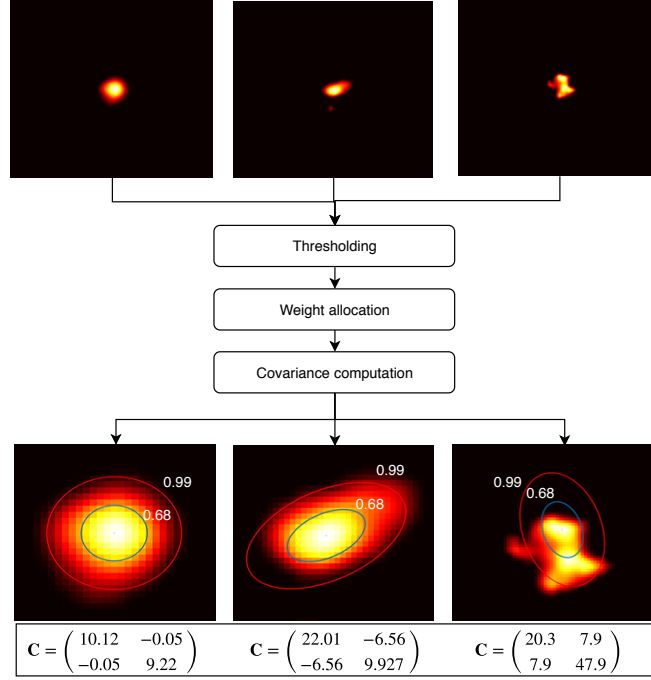 Thresholding
Weight allocation
Covariance computation
0.99
0.68
0.99
0.68
0.99
0.68
C = ( 10.12 −0.05 ) C = ( 22.01 −6.56 ) C = ( 20.3 7.9 )
−0.05 9.22 −6.56 9.927 7.9 47.9